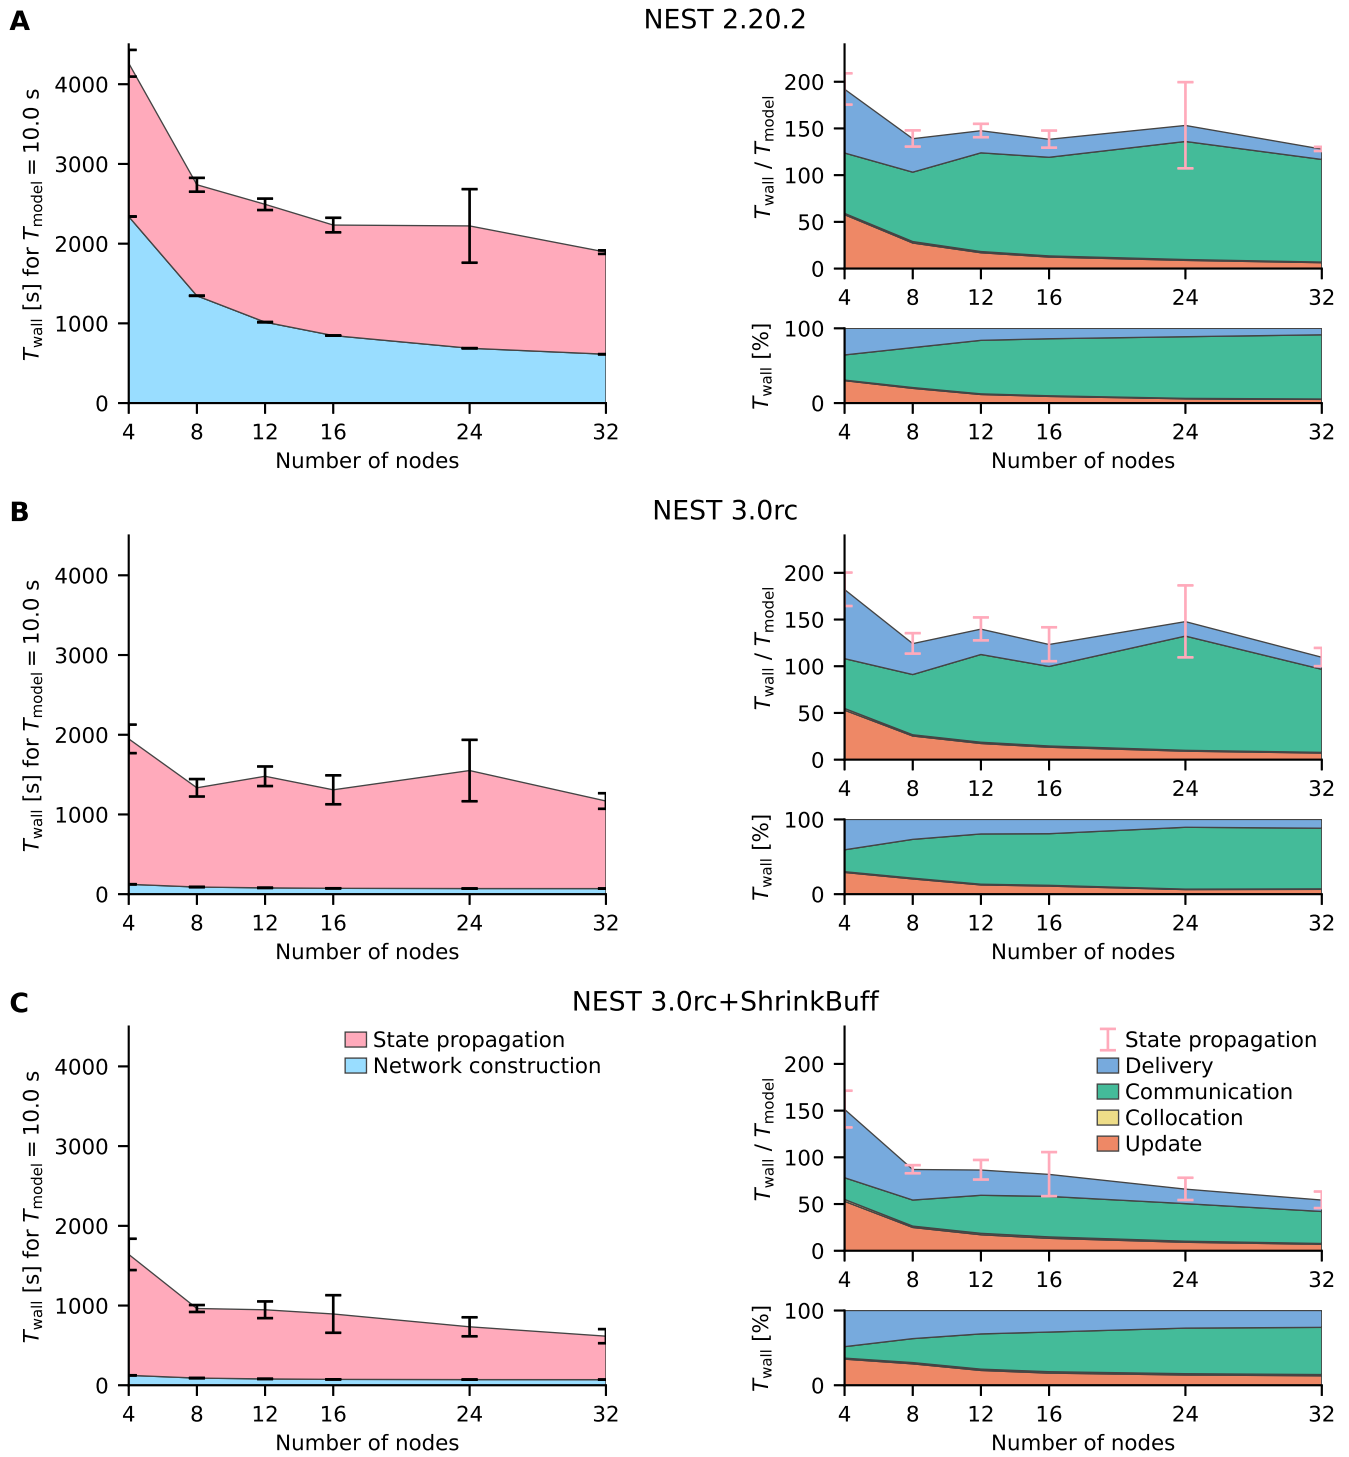 A
NEST 2.20.2
4000
3000
2000
1000
0
T_wall [s] for T_model = 10.0 s
4 8 12 16 24 32
Number of nodes
200
150
100
50
0
T_wall / T_model
4 8 12 16 24 32
100
0
T_wall [%]
4 8 12 16 24 32
Number of nodes
B
NEST 3.0rc
4000
3000
2000
1000
0
T_wall [s] for T_model = 10.0 s
4 8 12 16 24 32
Number of nodes
200
150
100
50
0
T_wall / T_model
4 8 12 16 24 32
100
0
T_wall [%]
4 8 12 16 24 32
Number of nodes
C
NEST 3.0rc+ShrinkBuff
State propagation
Network construction
4000
3000
2000
1000
0
T_wall [s] for T_model = 10.0 s
4 8 12 16 24 32
Number of nodes
State propagation
Delivery
Communication
Collocation
Update
200
150
100
50
0
T_wall / T_model
4 8 12 16 24 32
100
0
T_wall [%]
4 8 12 16 24 32
Number of nodes